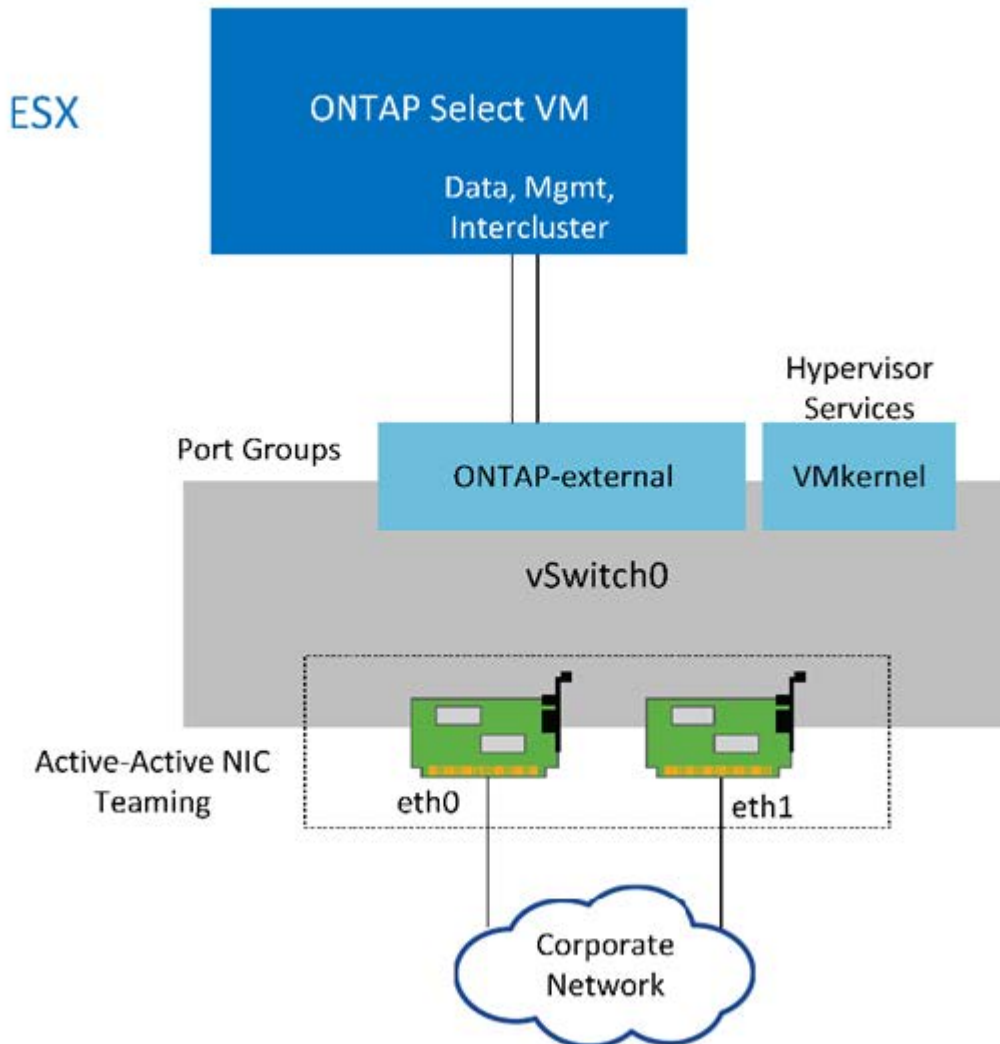 ESX
ONTAP Select VM
Data, Mgmt,
Intercluster
Hypervisor
Services
Port Groups
ONTAP-external
VMkernel
vSwitch0
Active-Active NIC
Teaming
eth0
eth1
Corporate
Network